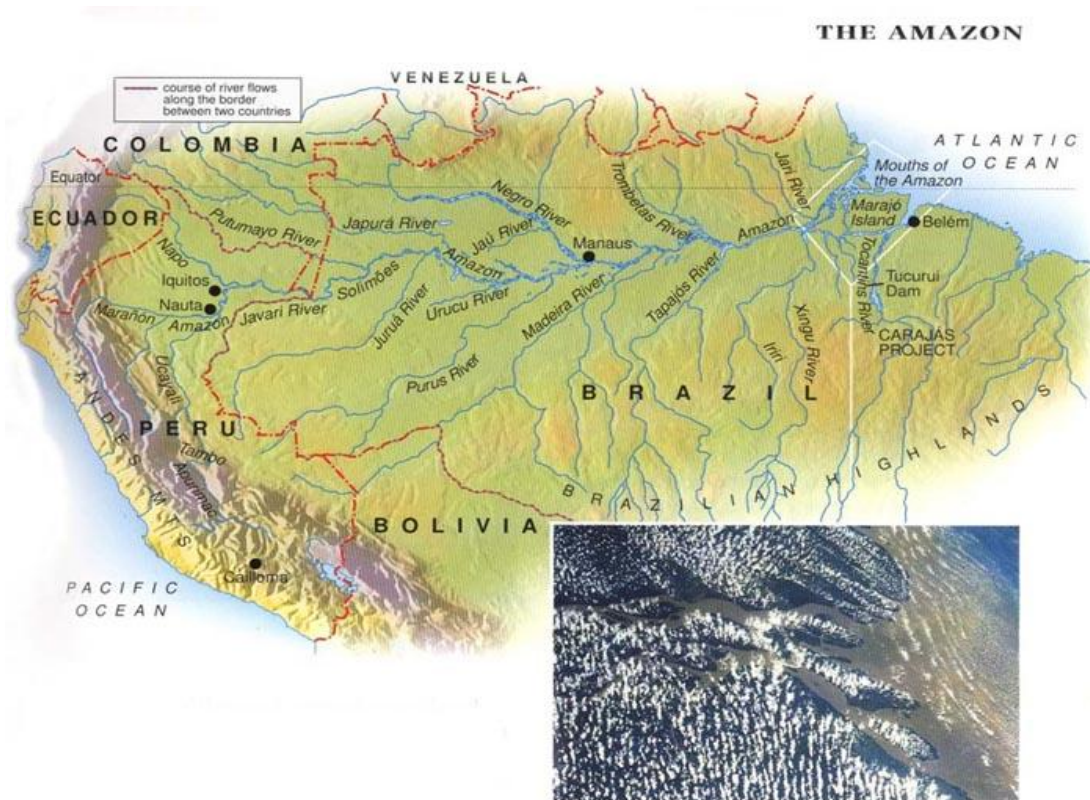 THE AMAZON
VENEZUELA
course of river flows
along the border
between two countries
COLOMBIA
ATLANTIC
OCEAN
Equator
Mouths of
the Amazon
Jari River
Trombetas River
Negro River
ECUADOR
Putumayo River
Japurá River
Jaú River
Amazon
Marajó
Island
Belém
Napo
Manaus
Iquitos
Solimões
Amazon
Tocantins River
Tucurui
Dam
Nauta
Marañón
Amazon
Javari River
Juruá River
Urucu River
Madeira River
Tapajós River
Xingu River
Iriri
CARAJÁS
PROJECT
Ucayali
Purus River
BRAZIL
ANDES MTS
PERU
Tambo
Apurimac
BRAZILIAN HIGHLANDS
BOLIVIA
Cailloma
PACIFIC
OCEAN